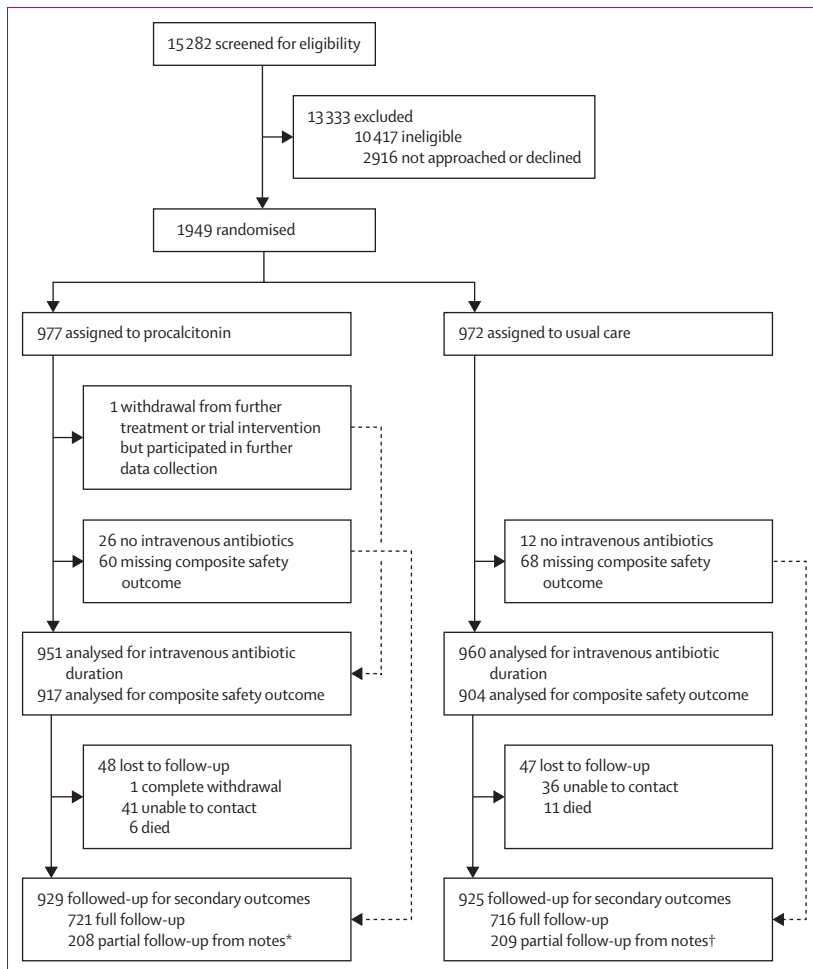 15 282 screened for eligibility
13 333 excluded
10 417 ineligible
2916 not approached or declined
1949 randomised
977 assigned to procalcitonin
972 assigned to usual care
1 withdrawal from further
treatment or trial intervention
but participated in further
data collection
26 no intravenous antibiotics
60 missing composite safety
outcome
12 no intravenous antibiotics
68 missing composite safety
outcome
951 analysed for intravenous antibiotic
duration
917 analysed for composite safety outcome
960 analysed for intravenous antibiotic
duration
904 analysed for composite safety outcome
48 lost to follow-up
1 complete withdrawal
41 unable to contact
6 died
47 lost to follow-up
36 unable to contact
11 died
929 followed-up for secondary outcomes
721 full follow-up
208 partial follow-up from notes*
925 followed-up for secondary outcomes
716 full follow-up
209 partial follow-up from notes†